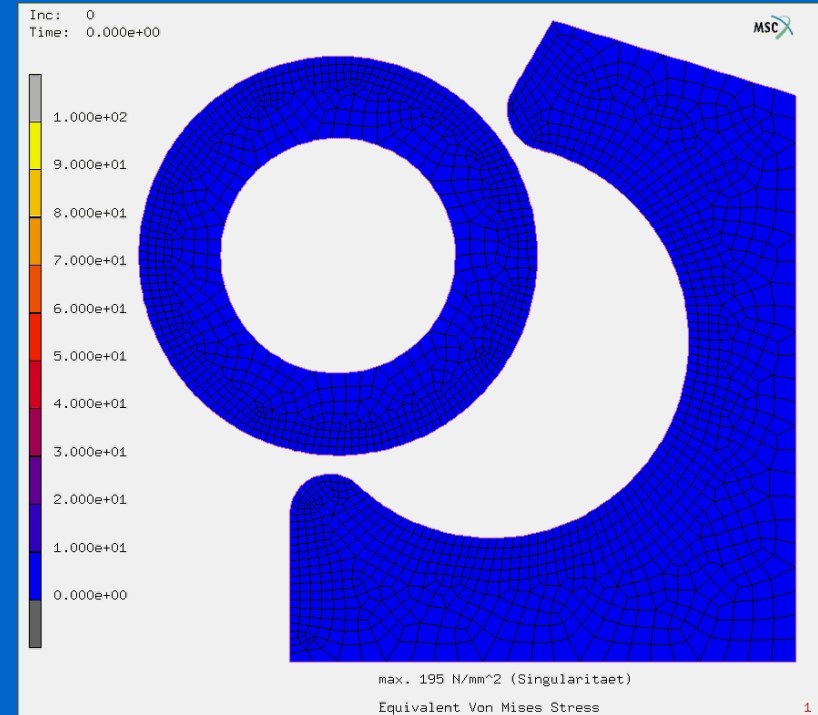 Inc: 0
Time: 0.000e+00
MSC
1.000e+02
9.000e+01
8.000e+01
7.000e+01
6.000e+01
5.000e+01
4.000e+01
3.000e+01
2.000e+01
1.000e+01
0.000e+00
max. 195 N/mm^2 (Singularitaet)
Equivalent Von Mises Stress
1